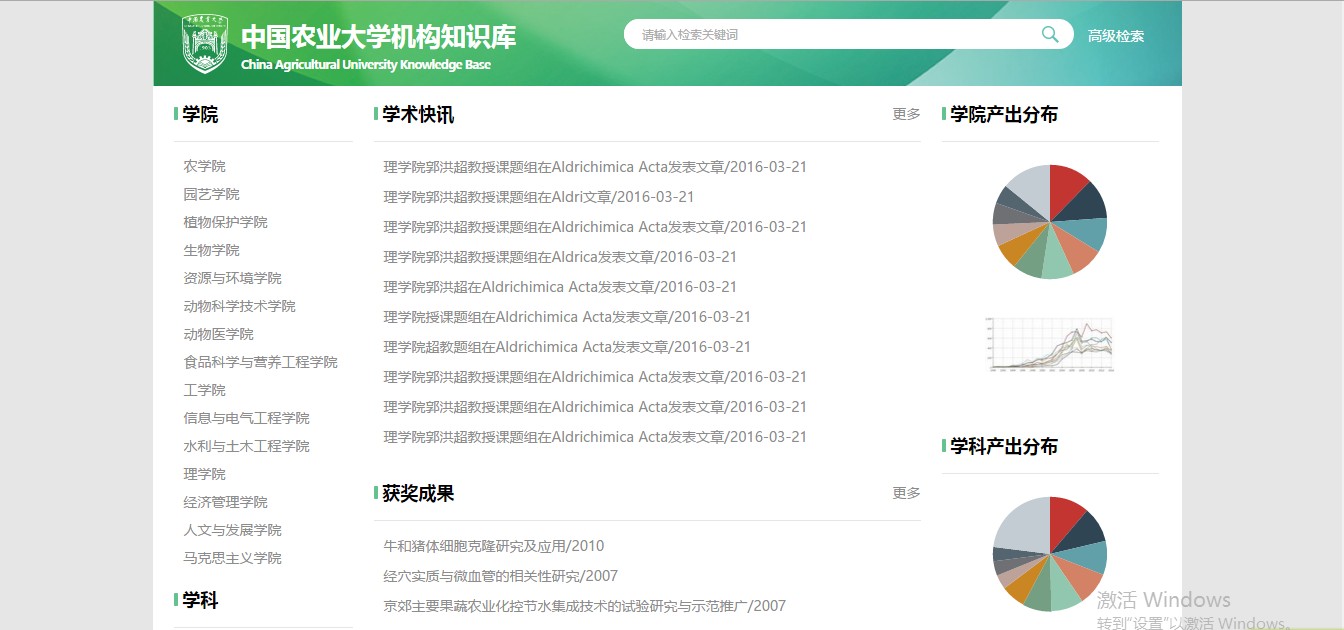 中国农业大学机构知识库
China Agricultural University Knowledge Base
请输入检索关键词
高级检索
学院
农学院
园艺学院
植物保护学院
生物学院
资源与环境学院
动物科学技术学院
动物医学院
食品科学与营养工程学院
工学院
信息与电气工程学院
水利与土木工程学院
理学院
经济管理学院
人文与发展学院
马克思主义学院
学科
学术快讯
更多
理学院郭洪超教授课题组在Aldrichimica Acta发表文章/2016-03-21
理学院郭洪超教授课题组在Aldri文章/2016-03-21
理学院郭洪超教授课题组在Aldrichimica Acta发表文章/2016-03-21
理学院郭洪超教授课题组在Aldrica发表文章/2016-03-21
理学院郭洪超在Aldrichimica Acta发表文章/2016-03-21
理学院授课题组在Aldrichimica Acta发表文章/2016-03-21
理学院超教题组在Aldrichimica Acta发表文章/2016-03-21
理学院郭洪超教授课题组在Aldrichimica Acta发表文章/2016-03-21
理学院郭洪超教授课题组在Aldrichimica Acta发表文章/2016-03-21
理学院郭洪超教授课题组在Aldrichimica Acta发表文章/2016-03-21
获奖成果
更多
牛和猪体细胞克隆研究及应用/2010
经穴实质与微血管的相关性研究/2007
京郊主要果蔬农业化控节水集成技术的试验研究与示范推广/2007
学院产出分布
学科产出分布
激活 Windows
转到"设置"以激活 Windows。